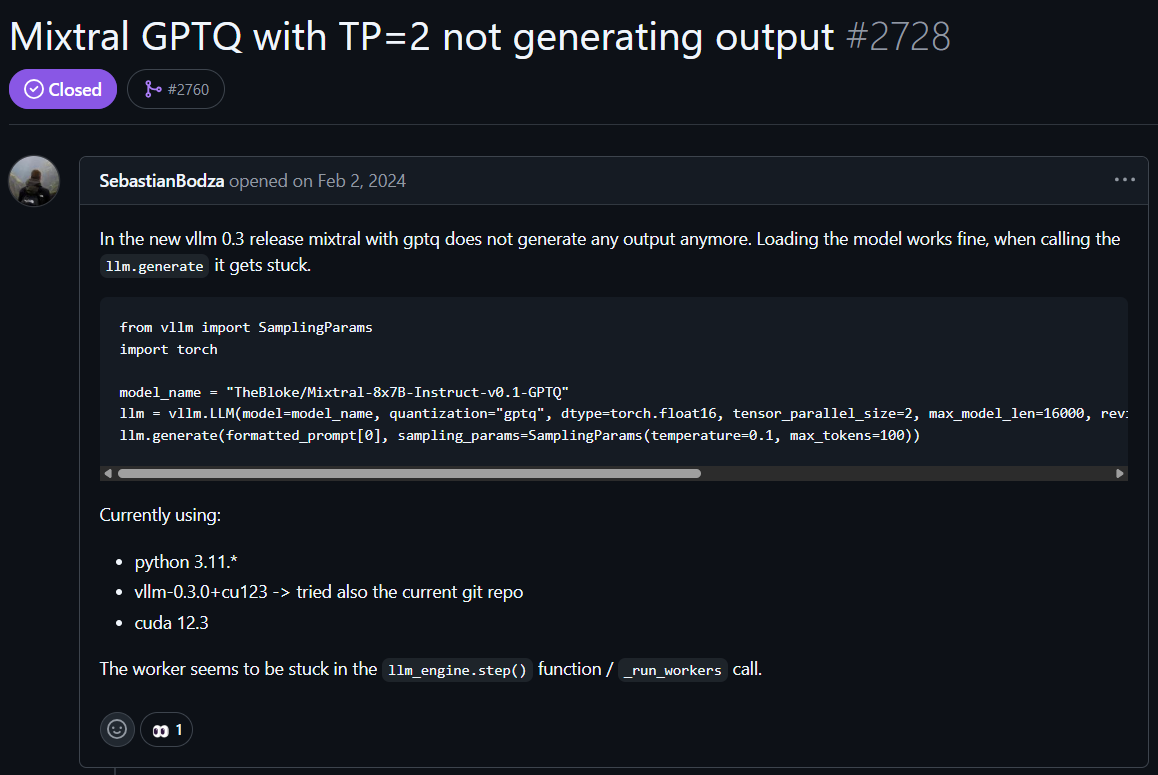 Mixtral GPTQ with TP=2 not generating output #2728
Closed #2760
SebastianBodza opened on Feb 2, 2024
In the new vllm 0.3 release mixtral with gptq does not generate any output anymore. Loading the model works fine, when calling the
llm.generate it gets stuck.
from vllm import SamplingParams
import torch
model_name = "TheBloke/Mixtral-8x7B-Instruct-v0.1-GPTQ"
llm = vllm.LLM(model=model_name, quantization="gptq", dtype=torch.float16, tensor_parallel_size=2, max_model_len=16000, revi
llm.generate(formatted_prompt[0], sampling_params=SamplingParams(temperature=0.1, max_tokens=100))
Currently using:
• python 3.11.*
• vllm-0.3.0+cu123 -> tried also the current git repo
• cuda 12.3
The worker seems to be stuck in the llm_engine.step() function / _run_workers call.
👀 1